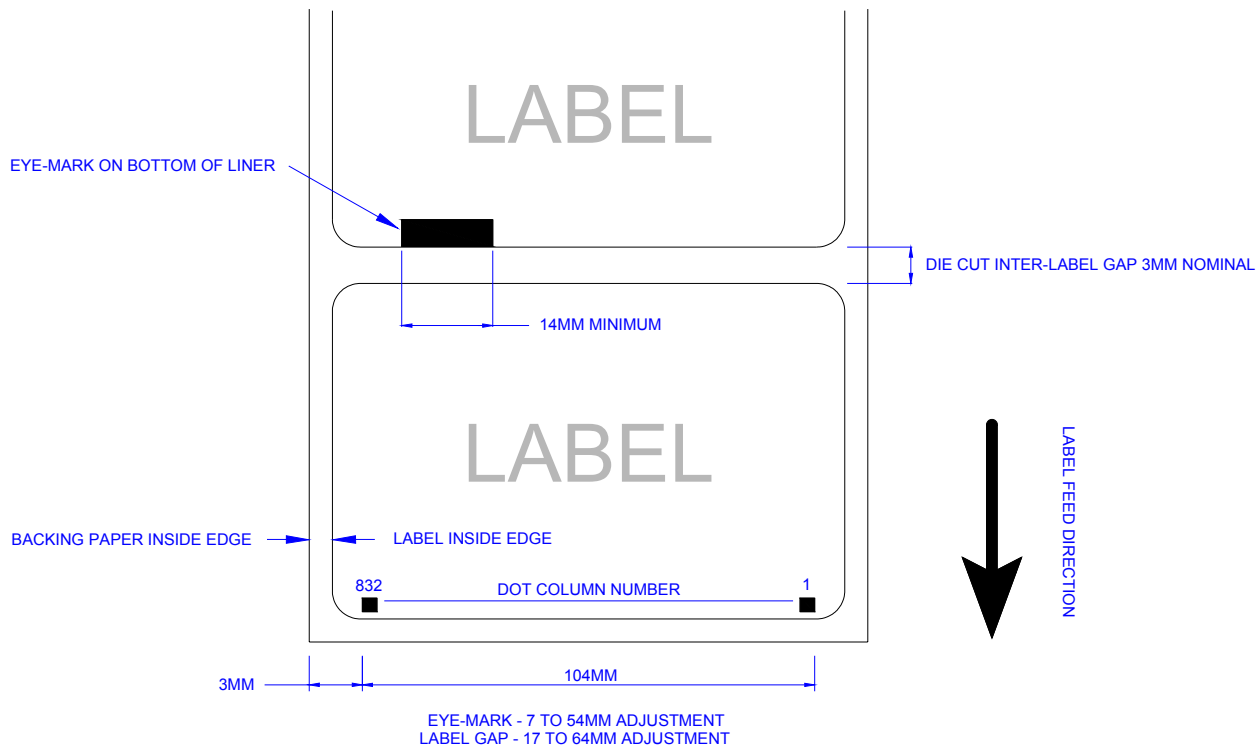 LABEL
EYE-MARK ON BOTTOM OF LINER
DIE CUT INTER-LABEL GAP 3MM NOMINAL
14MM MINIMUM
LABEL
LABEL FEED DIRECTION
BACKING PAPER INSIDE EDGE
LABEL INSIDE EDGE
832
DOT COLUMN NUMBER
1
3MM
104MM
EYE-MARK - 7 TO 54MM ADJUSTMENT
LABEL GAP - 17 TO 64MM ADJUSTMENT